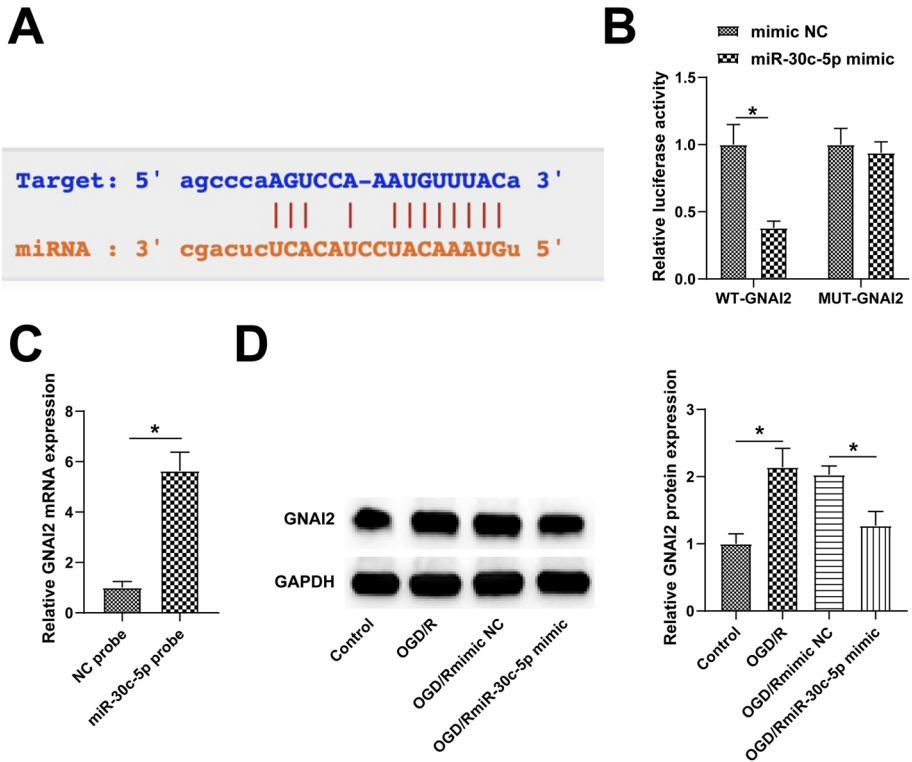 A
Target: 5' agcccaAGUCCA-AAUGUUUACa 3'
miRNA : 3' cgacucUCACAUCCUACAAAUGu 5'
B
mimic NC
miR-30c-5p mimic
Relative luciferase activity
1.5
1.0
0.5
0.0
*
WT-GNAI2
MUT-GNAI2
C
Relative GNAI2 mRNA expression
8
6
4
2
0
*
NC probe
miR-30c-5p probe
D
GNAI2
GAPDH
Control
OGD/R
OGD/Rmimic NC
OGD/RmiR-30c-5p mimic
Relative GNAI2 protein expression
3
2
1
0
*
*
Control
OGD/R
OGD/Rmimic NC
OGD/RmiR-30c-5p mimic